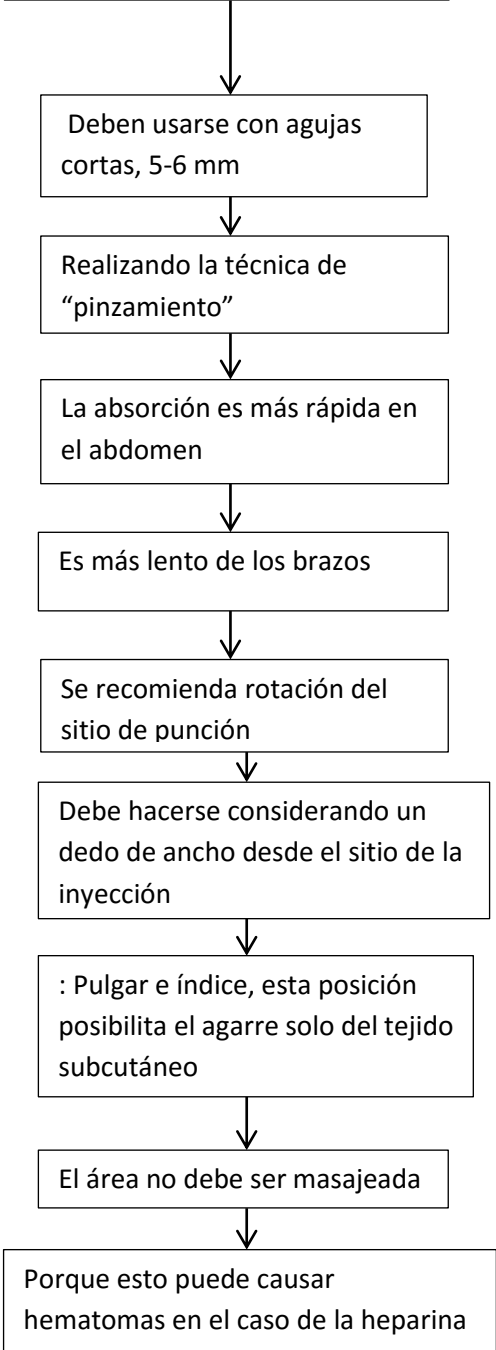 Deben usarse con agujas
cortas, 5-6 mm
Realizando la técnica de
“pinzamiento”
La absorción es más rápida en
el abdomen
Es más lento de los brazos
Se recomienda rotación del
sitio de punción
Debe hacerse considerando un
dedo de ancho desde el sitio de la
inyección
: Pulgar e índice, esta posición
posibilita el agarre solo del tejido
subcutáneo
El área no debe ser masajeada
Porque esto puede causar
hematomas en el caso de la heparina